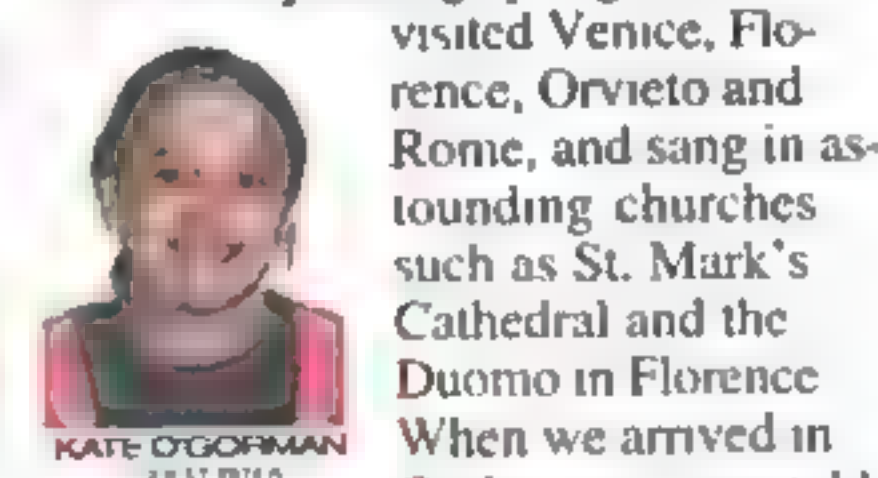 visited Venice, Flo-
rence, Orvieto and
Rome, and sang in as-
tounding churches
such as St. Mark's
Cathedral and the
Duomo in Florence
When we arrived in
KATE O'GORMAN